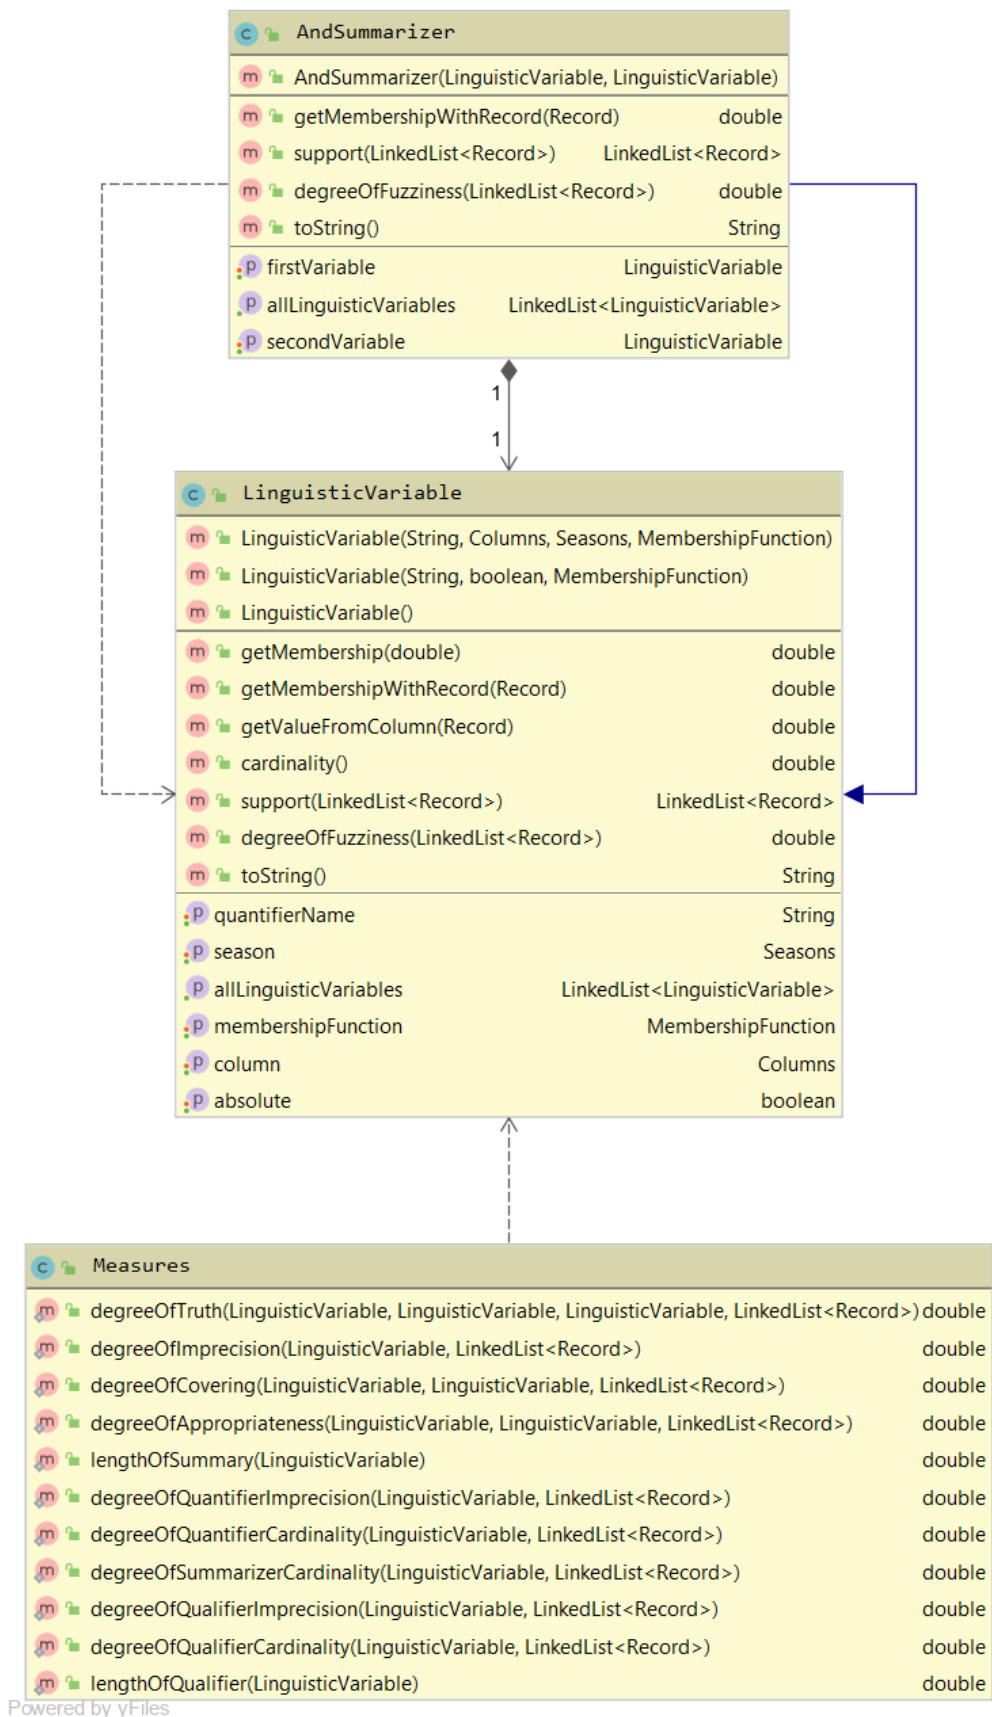 AndSummarizer
AndSummarizer(LinguisticVariable, LinguisticVariable)
getMembershipWithRecord(Record) double
support(LinkedList<Record>) LinkedList<Record>
degreeOfFuzziness(LinkedList<Record>) double
toString() String
firstVariable LinguisticVariable
allLinguisticVariables LinkedList<LinguisticVariable>
secondVariable LinguisticVariable
1
1
LinguisticVariable
LinguisticVariable(String, Columns, Seasons, MembershipFunction)
LinguisticVariable(String, boolean, MembershipFunction)
LinguisticVariable()
getMembership(double) double
getMembershipWithRecord(Record) double
getValueFromColumn(Record) double
cardinality() double
support(LinkedList<Record>) LinkedList<Record>
degreeOfFuzziness(LinkedList<Record>) double
toString() String
quantifierName String
season Seasons
allLinguisticVariables LinkedList<LinguisticVariable>
membershipFunction MembershipFunction
column Columns
absolute boolean
Measures
degreeOfTruth(LinguisticVariable, LinguisticVariable, LinguisticVariable, LinkedList<Record>) double
degreeOfImprecision(LinguisticVariable, LinkedList<Record>) double
degreeOfCovering(LinguisticVariable, LinguisticVariable, LinkedList<Record>) double
degreeOfAppropriateness(LinguisticVariable, LinguisticVariable, LinkedList<Record>) double
lengthOfSummary(LinguisticVariable) double
degreeOfQuantifierImprecision(LinguisticVariable, LinkedList<Record>) double
degreeOfQuantifierCardinality(LinguisticVariable, LinkedList<Record>) double
degreeOfSummarizerCardinality(LinguisticVariable, LinkedList<Record>) double
degreeOfQualifierImprecision(LinguisticVariable, LinkedList<Record>) double
degreeOfQualifierCardinality(LinguisticVariable, LinkedList<Record>) double
lengthOfQualifier(LinguisticVariable) double
Powered by yFiles